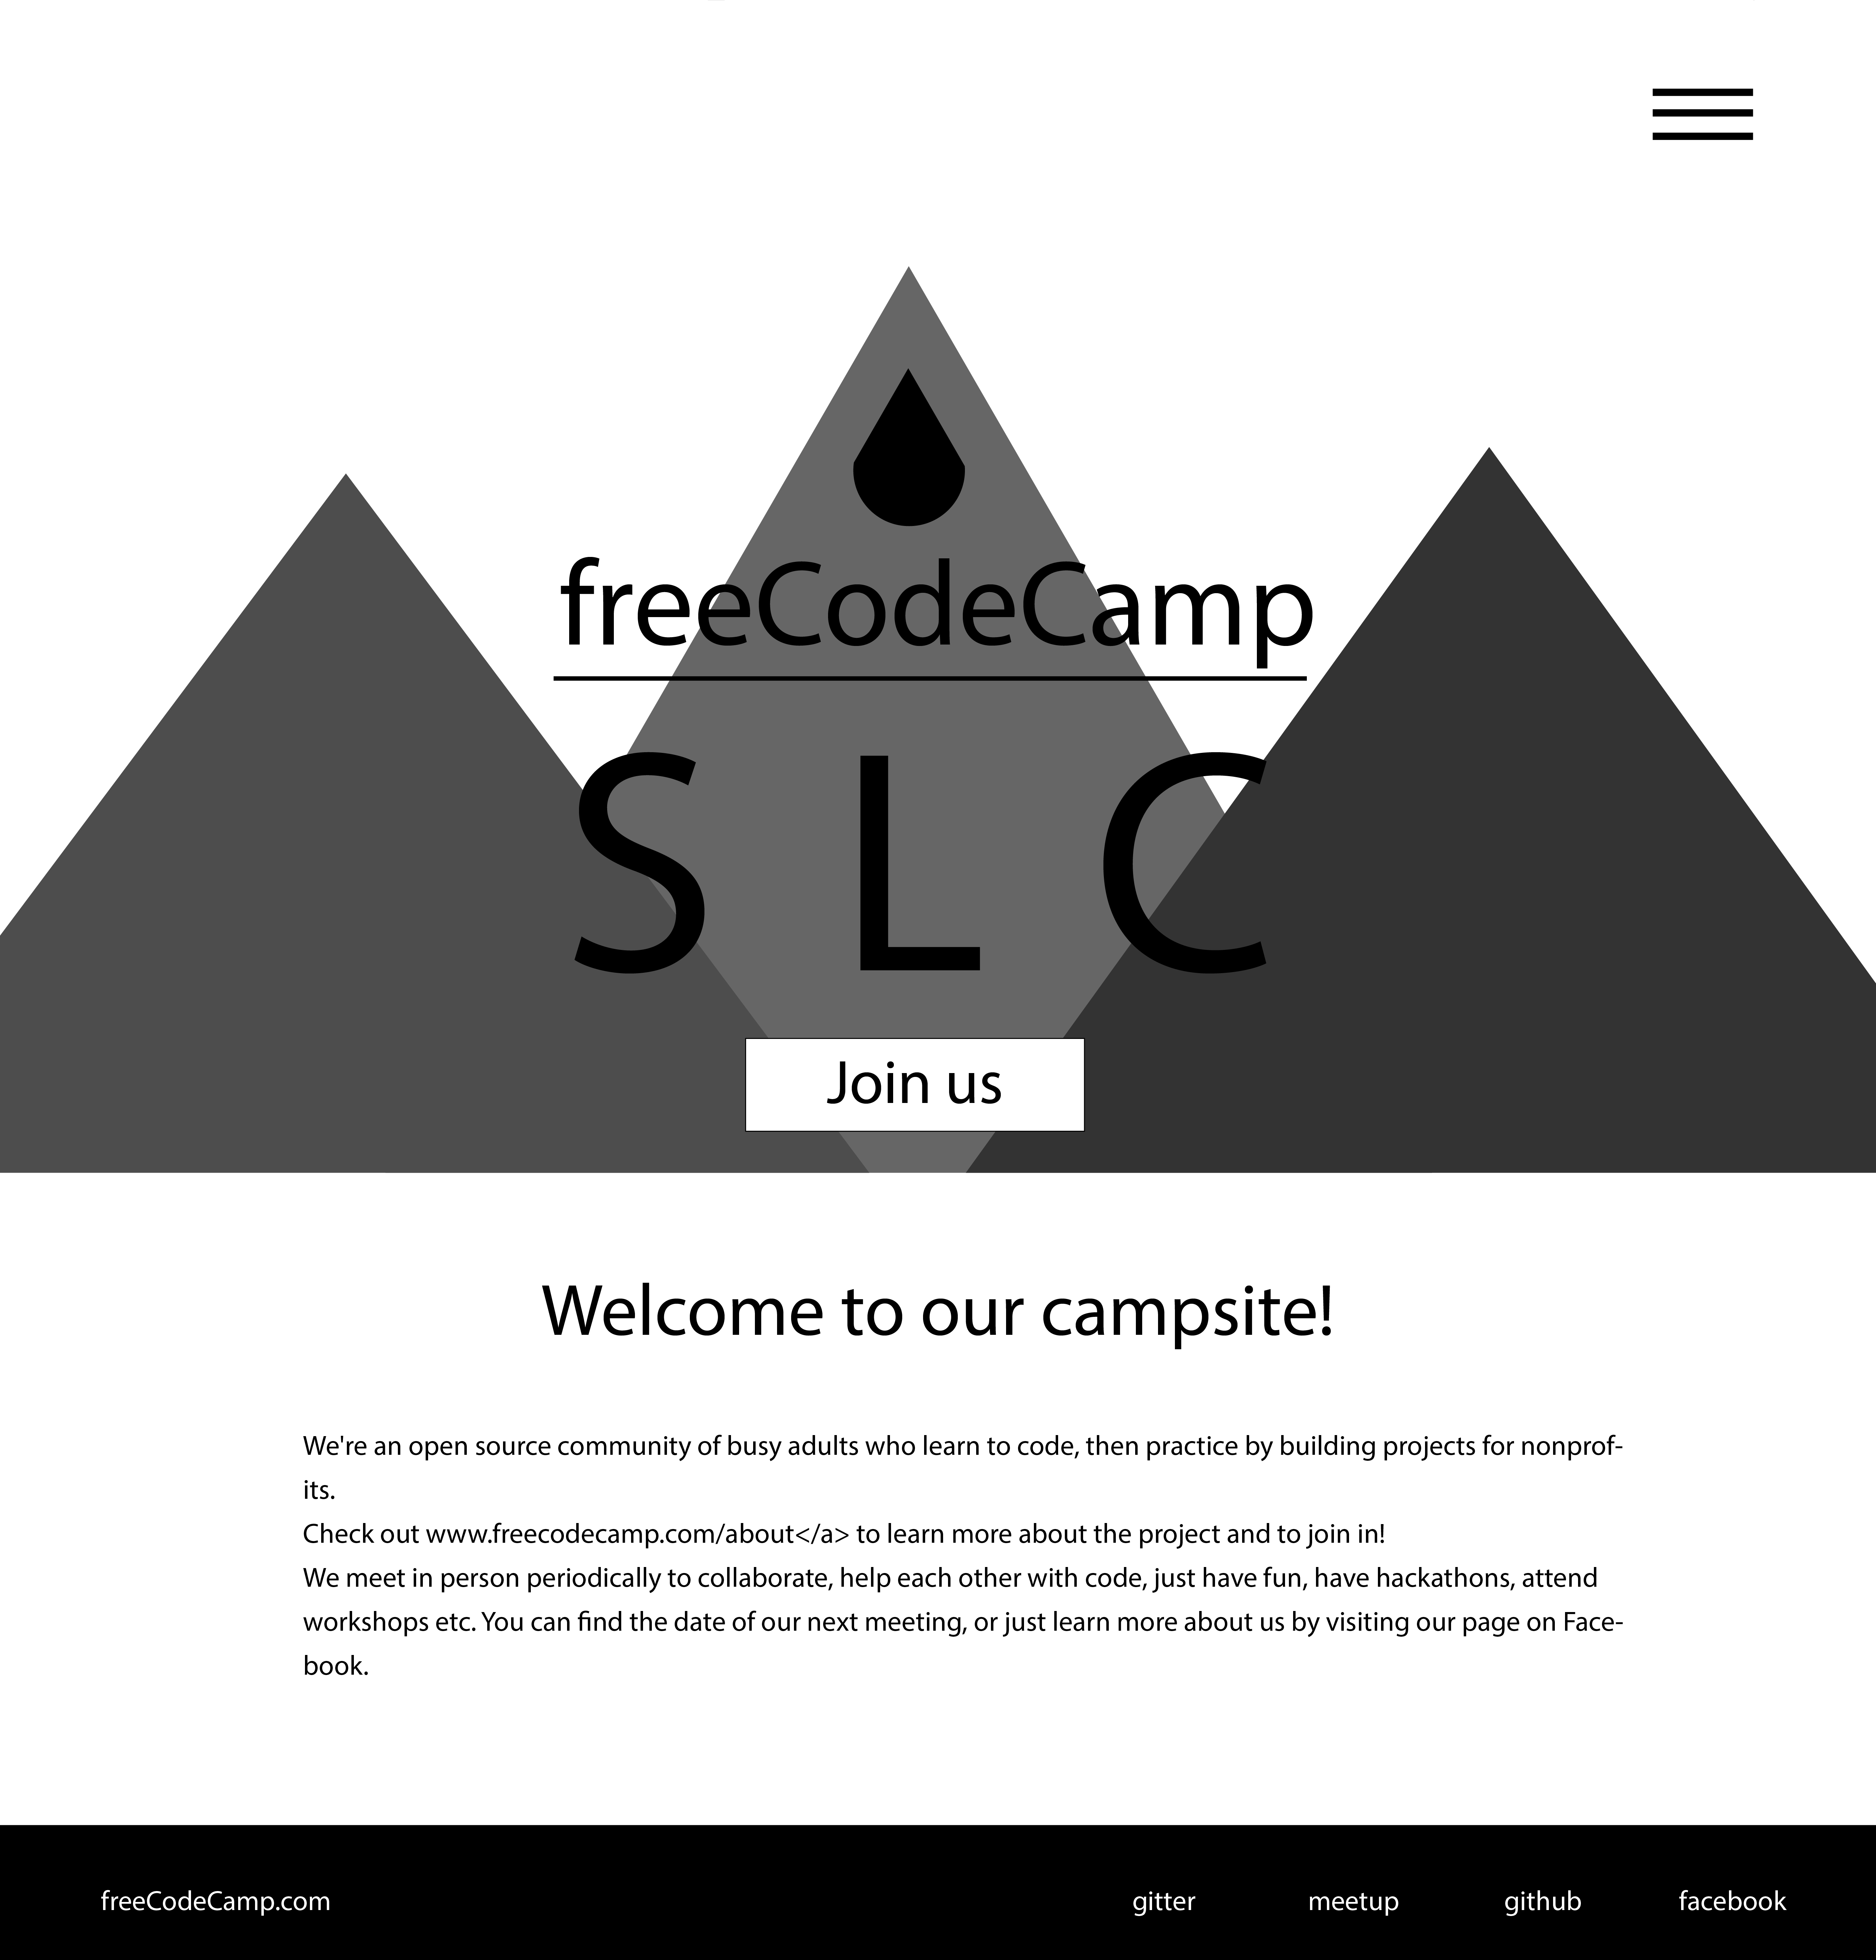 freeCodeCamp
S L C
Join us
Welcome to our campsite!
We're an open source community of busy adults who learn to code, then practice by building projects for nonprof-
its.
Check out www.freecodecamp.com/about</a> to learn more about the project and to join in!
We meet in person periodically to collaborate, help each other with code, just have fun, have hackathons, attend
workshops etc. You can find the date of our next meeting, or just learn more about us by visiting our page on Face-
book.
freeCodeCamp.com gitter meetup github facebook